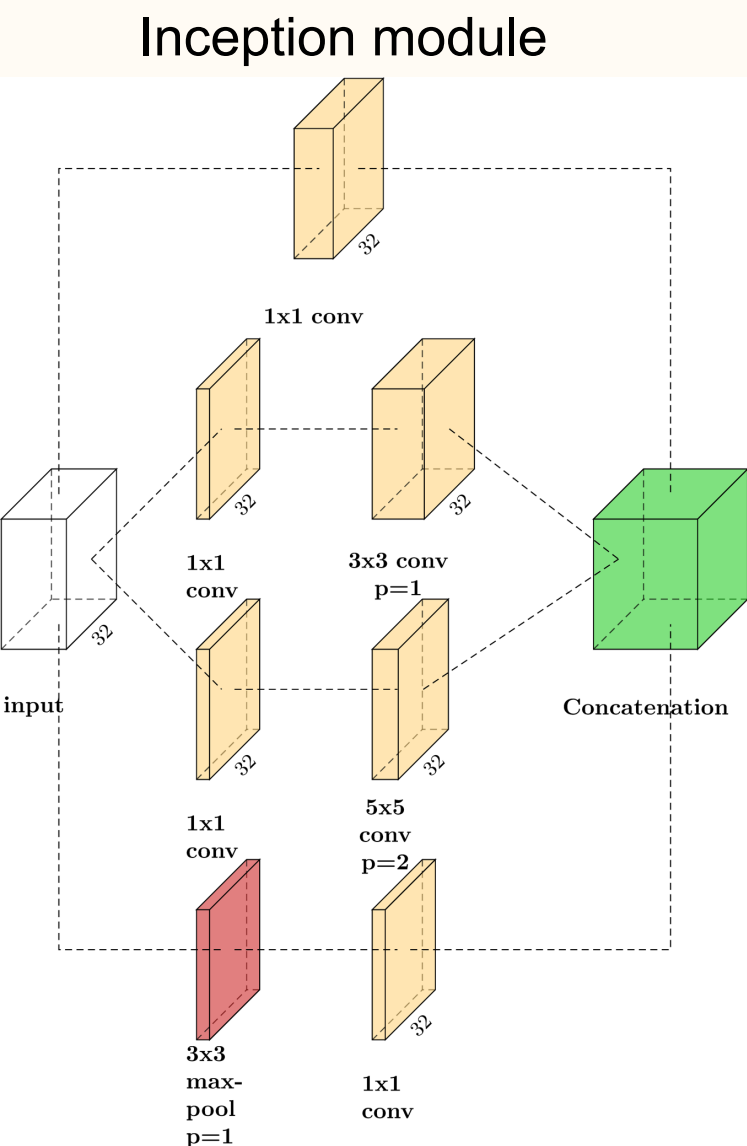 Inception module
32
1x1 conv
32
1x1
conv
32
3x3 conv
p=1
32
input
Concatenation
32
1x1
conv
32
5x5
conv
p=2
3x3
max-
pool
p=1
32
1x1
conv